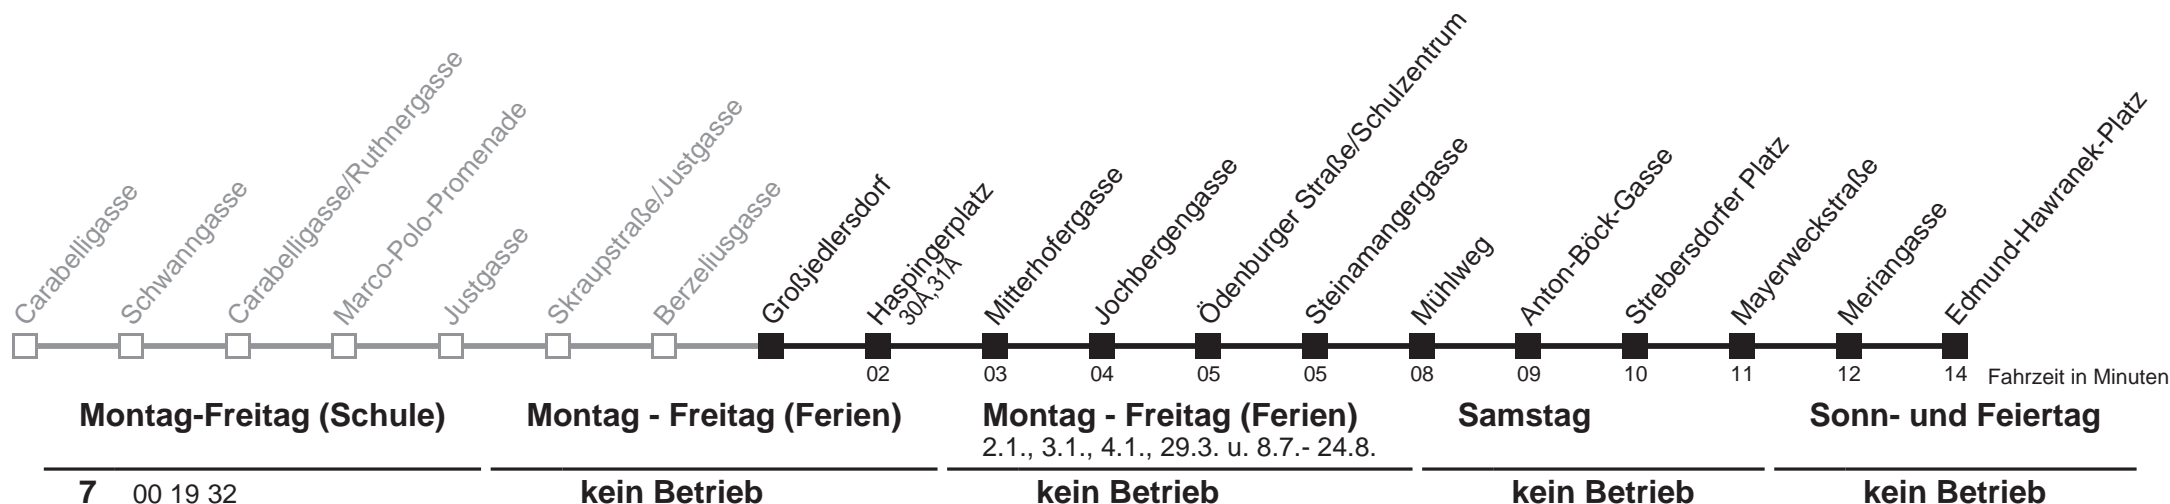 Carabelligasse
Schwanngasse
Carabelligasse/Ruthnergasse
Marco-Polo-Promenade
Justgasse
Skraupstraße/Justgasse
Berzeliusgasse
Großjedlersdorf
Haspingerplatz
30A,31A
Mitterhofergasse
Jochbergengasse
Ödenburger Straße/Schulzentrum
Steinamangergasse
Mühlweg
Anton-Böck-Gasse
Strebersdorfer Platz
Mayerweckstraße
Meriangasse
Edmund-Hawranek-Platz
02 03 04 05 05 08 09 10 11 12 14 Fahrzeit in Minuten
Montag-Freitag (Schule) Montag - Freitag (Ferien) Montag - Freitag (Ferien) Samstag Sonn- und Feiertag
2.1., 3.1., 4.1., 29.3. u. 8.7.- 24.8.
7 00 19 32 kein Betrieb kein Betrieb kein Betrieb kein Betrieb